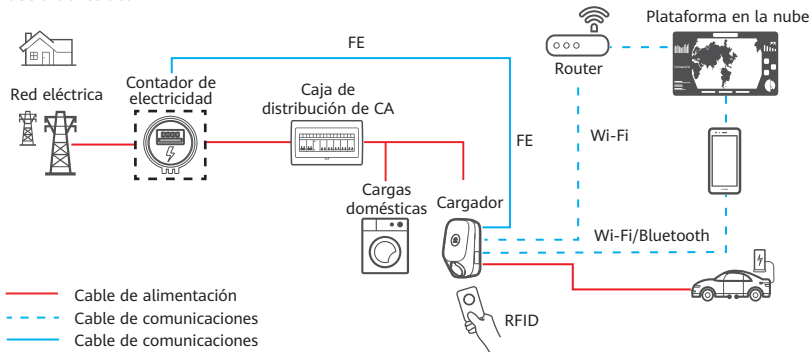 Plataforma en la nube
FE
Router
Contador de
electricidad
Caja de
distribución de CA
Red eléctrica
FE
Wi-Fi
Cargas
domésticas
Cargador
Wi-Fi/Bluetooth
RFID
Cable de alimentación
Cable de comunicaciones
Cable de comunicaciones